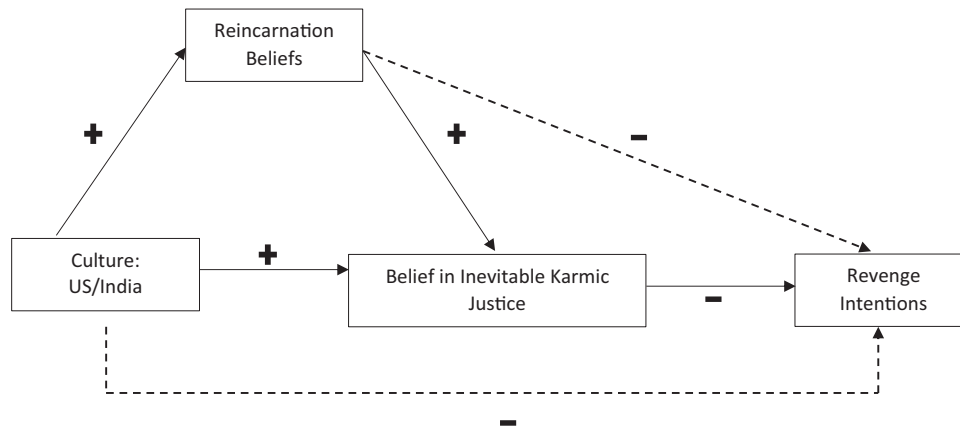 Reincarnation
Beliefs
+
+
-
Culture:
US/India
+
Belief in Inevitable Karmic
Justice
-
Revenge
Intentions
-